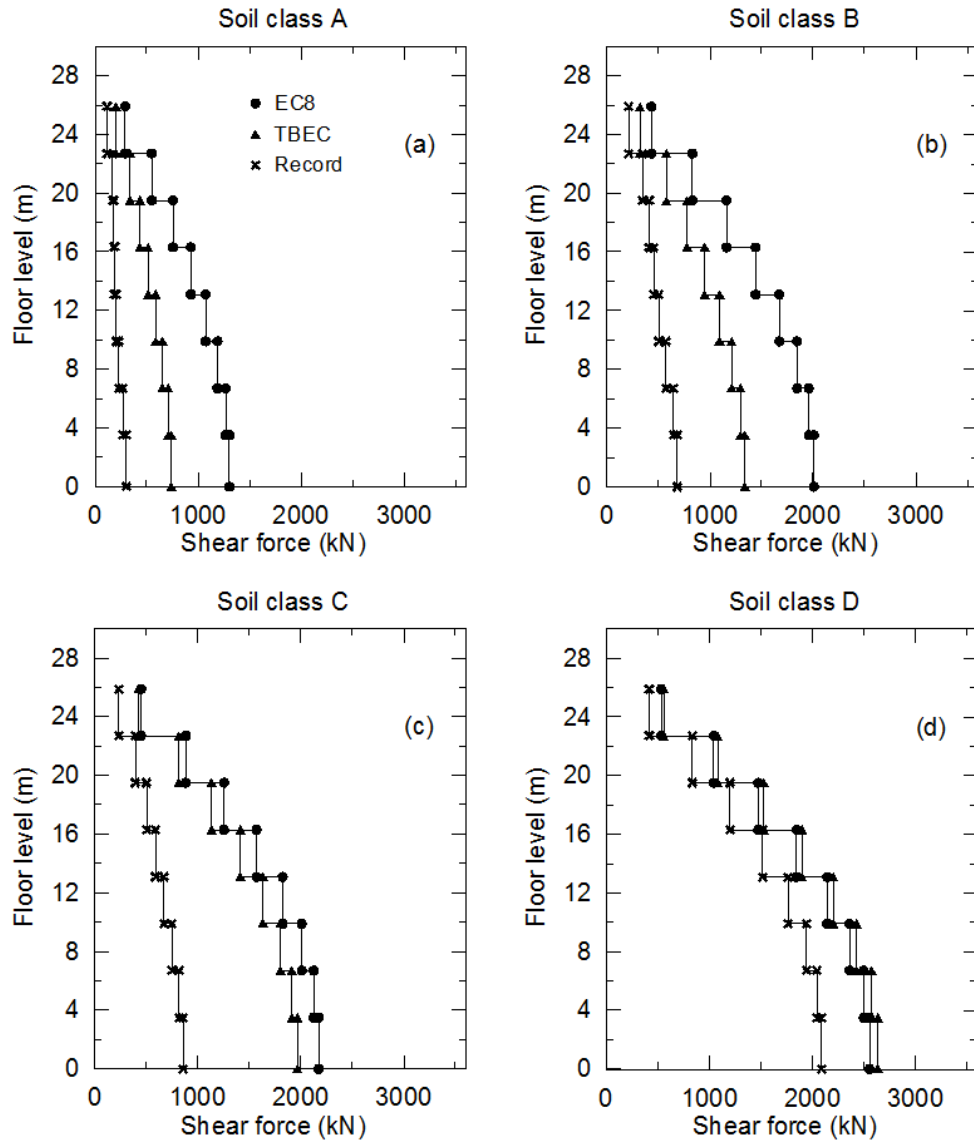 Soil class A
28
24
20
16
12
8
4
0
Floor level (m)
EC8
TBEC
Record
(a)
0 1000 2000 3000
Shear force (kN)
Soil class B
28
24
20
16
12
8
4
0
Floor level (m)
(b)
0 1000 2000 3000
Shear force (kN)
Soil class C
28
24
20
16
12
8
4
0
Floor level (m)
(c)
0 1000 2000 3000
Shear force (kN)
Soil class D
28
24
20
16
12
8
4
0
Floor level (m)
(d)
0 1000 2000 3000
Shear force (kN)